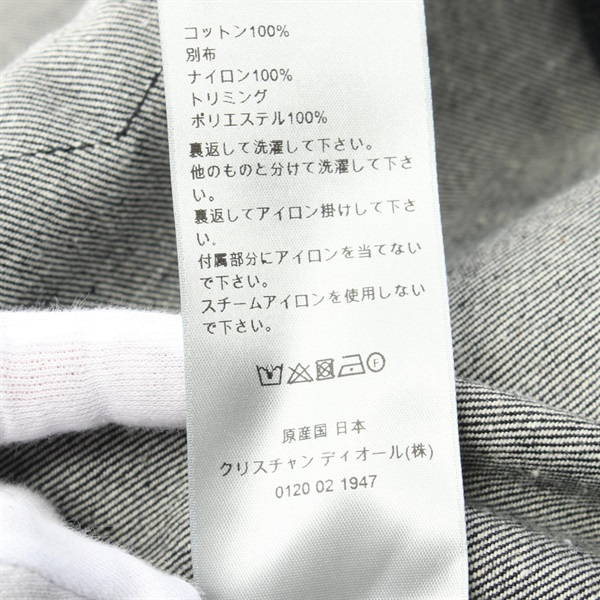 コットン100%
別布
ナイロン100%
トリミング
ポリエステル100%
裏返して洗濯して下さい。
他のものと分けて洗濯して下さ
い。
裏返してアイロン掛けして下さ
い.
付属部分にアイロンを当てない
で下さい。
スチームアイロンを使用しない
で下さい。
F
原産国 日本
クリスチャン ディオール(株)
0120 02 1947